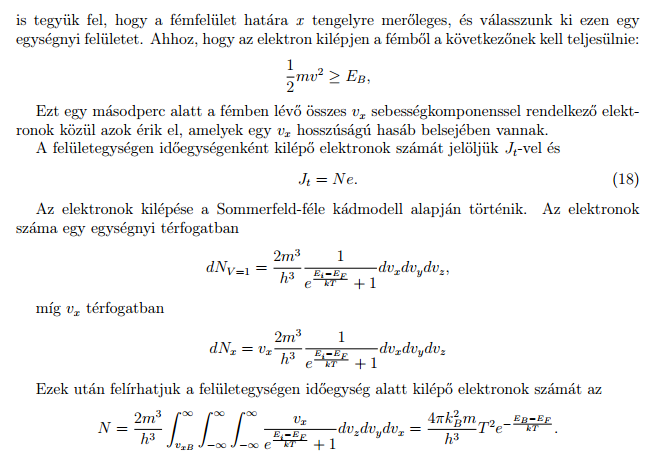 is tegyük fel, hogy a fémfelület határa x tengelyre merőleges, és válasszunk ki ezen egy
egységnyi felületet. Ahhoz, hogy az elektron kilépjen a fémből a következőnek kell teljesülnie:
\frac{1}{2}mv^2 \geq E_B,
Ezt egy másodperc alatt a fémben lévő összes v_x sebességkomponenssel rendelkező elekt-
ronok közül azok érik el, amelyek egy v_x hosszúságú hasáb belsejében vannak.
A felületegységen időegységenként kilépő elektronok számát jelöljük J_t-vel és
J_t = Ne. (18)
Az elektronok kilépése a Sommerfeld-féle kádmodell alapján történik. Az elektronok
száma egy egységnyi térfogatban
dN_{V=1} = \frac{2m^3}{h^3} \frac{1}{e^{\frac{E_i-E_F}{kT}}+1} dv_x dv_y dv_z,
míg v_x térfogatban
dN_x = v_x \frac{2m^3}{h^3} \frac{1}{e^{\frac{E_i-E_F}{kT}}+1} dv_x dv_y dv_z
Ezek után felírhatjuk a felületegységen időegység alatt kilépő elektronok számát az
N = \frac{2m^3}{h^3} \int_{v_{xB}}^{\infty} \int_{-\infty}^{\infty} \int_{-\infty}^{\infty} \frac{v_x}{e^{\frac{E_i-E_F}{kT}}+1} dv_z dv_y dv_x = \frac{4\pi k_B^2 m}{h^3} T^2 e^{-\frac{E_B-E_F}{kT}}.